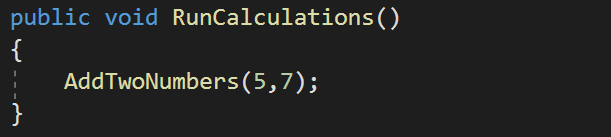 public void RunCalculations()
{
    AddTwoNumbers(5,7);
}